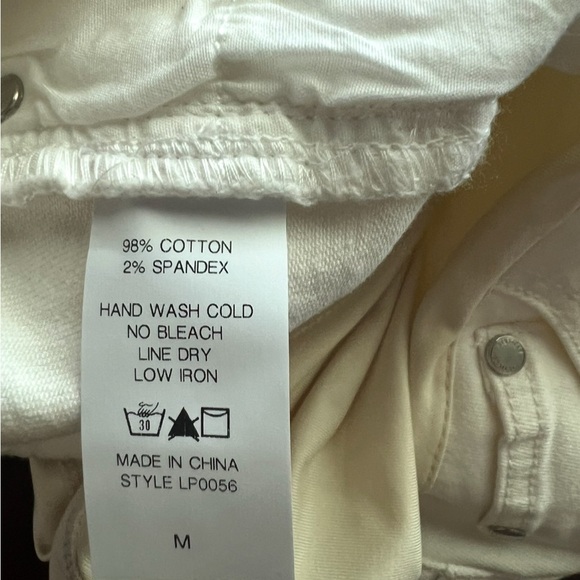 98% COTTON
2% SPANDEX
HAND WASH COLD
NO BLEACH
LINE DRY
LOW IRON
30
MADE IN CHINA
STYLE LP0056
M